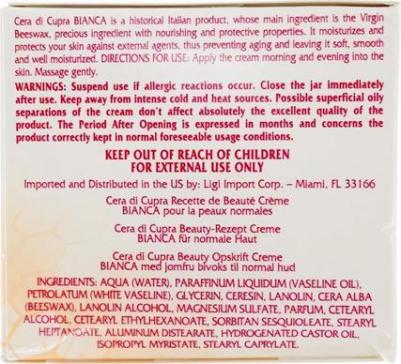 Cera di Cupra BIANCA is a historical Italian product, whose main ingredient is the Virgin
Beeswax, precious ingredient with nourishing and protective properties. It moisturizes and
protects your skin against external agents, thus preventing aging and leaving it soft, smooth
and well moisturized. DIRECTIONS FOR USE: Apply the cream morning and evening into the
skin. Massage gently.
WARNINGS: Suspend use if allergic reactions occur. Close the jar immediately
after use. Keep away from intense cold and heat sources. Possible superficial oily
separations of the cream don't affect absolutely the excellent quality of the
product. The Period After Opening is expressed in months and concerns the
product correctly kept in normal foreseeable usage conditions.
KEEP OUT OF REACH OF CHILDREN
FOR EXTERNAL USE ONLY
Imported and Distributed in the US by: Ligi Import Corp. – Miami, FL 33166
Cera di Cupra Recette de Beauté Crème
BIANCA pour la peaux normales
Cera di Cupra Beauty-Rezept Creme
BIANCA für normale Haut
Cera di Cupra Beauty Opskrift Creme
BIANCA med jomfru bivoks til normal hud
INGREDIENTS: AQUA (WATER), PARAFFINUM LIQUIDUM (VASELINE OIL),
PETROLATUM (WHITE VASELINE), GLYCERIN, CERESIN, LANOLIN, CERA ALBA
(BEESWAX), LANOLIN ALCOHOL, MAGNESIUM SULFATE, PARFUM, CETEARYL
ALCOHOL, CETEARYL ETHYLHEXANOATE, SORBITAN SESQUIOLEATE, STEARYL
HEPTANOATE, ALUMINUM DISTEARATE, HYDROGENATED CASTOR OIL,
ISOPROPYL MYRISTATE, STEARYL CAPRYLATE.